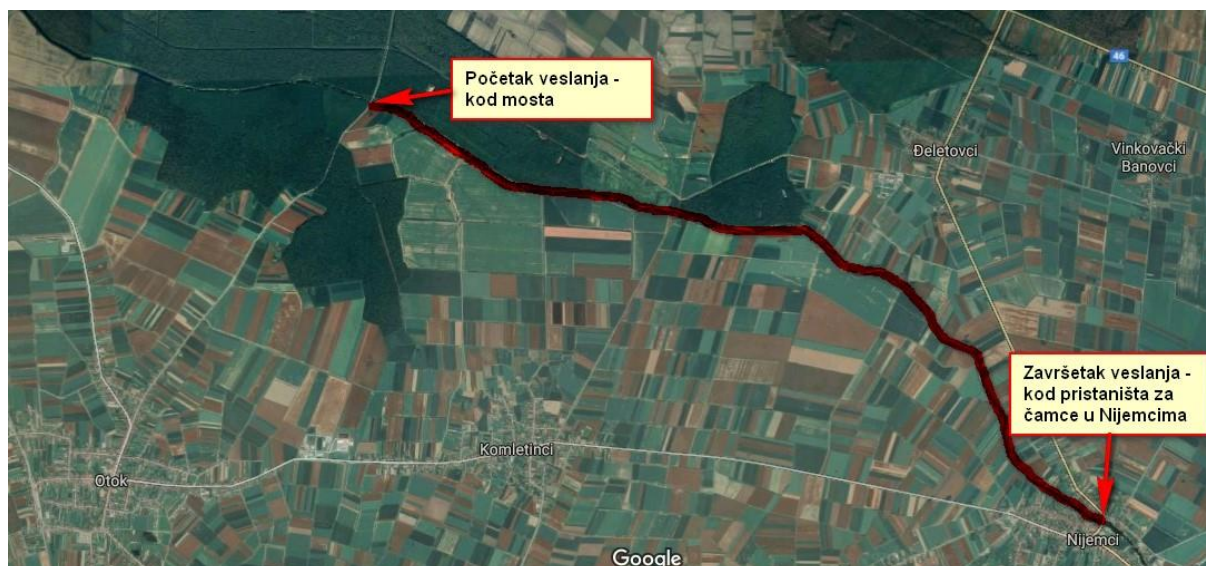 46
Početak veslanja -
kod mosta
Đeletovci
Vinkovački
Banovci
Završetak veslanja -
kod pristaništa za
čamce u Nijemcima
Komletinci
Otok
Nijemci
Google